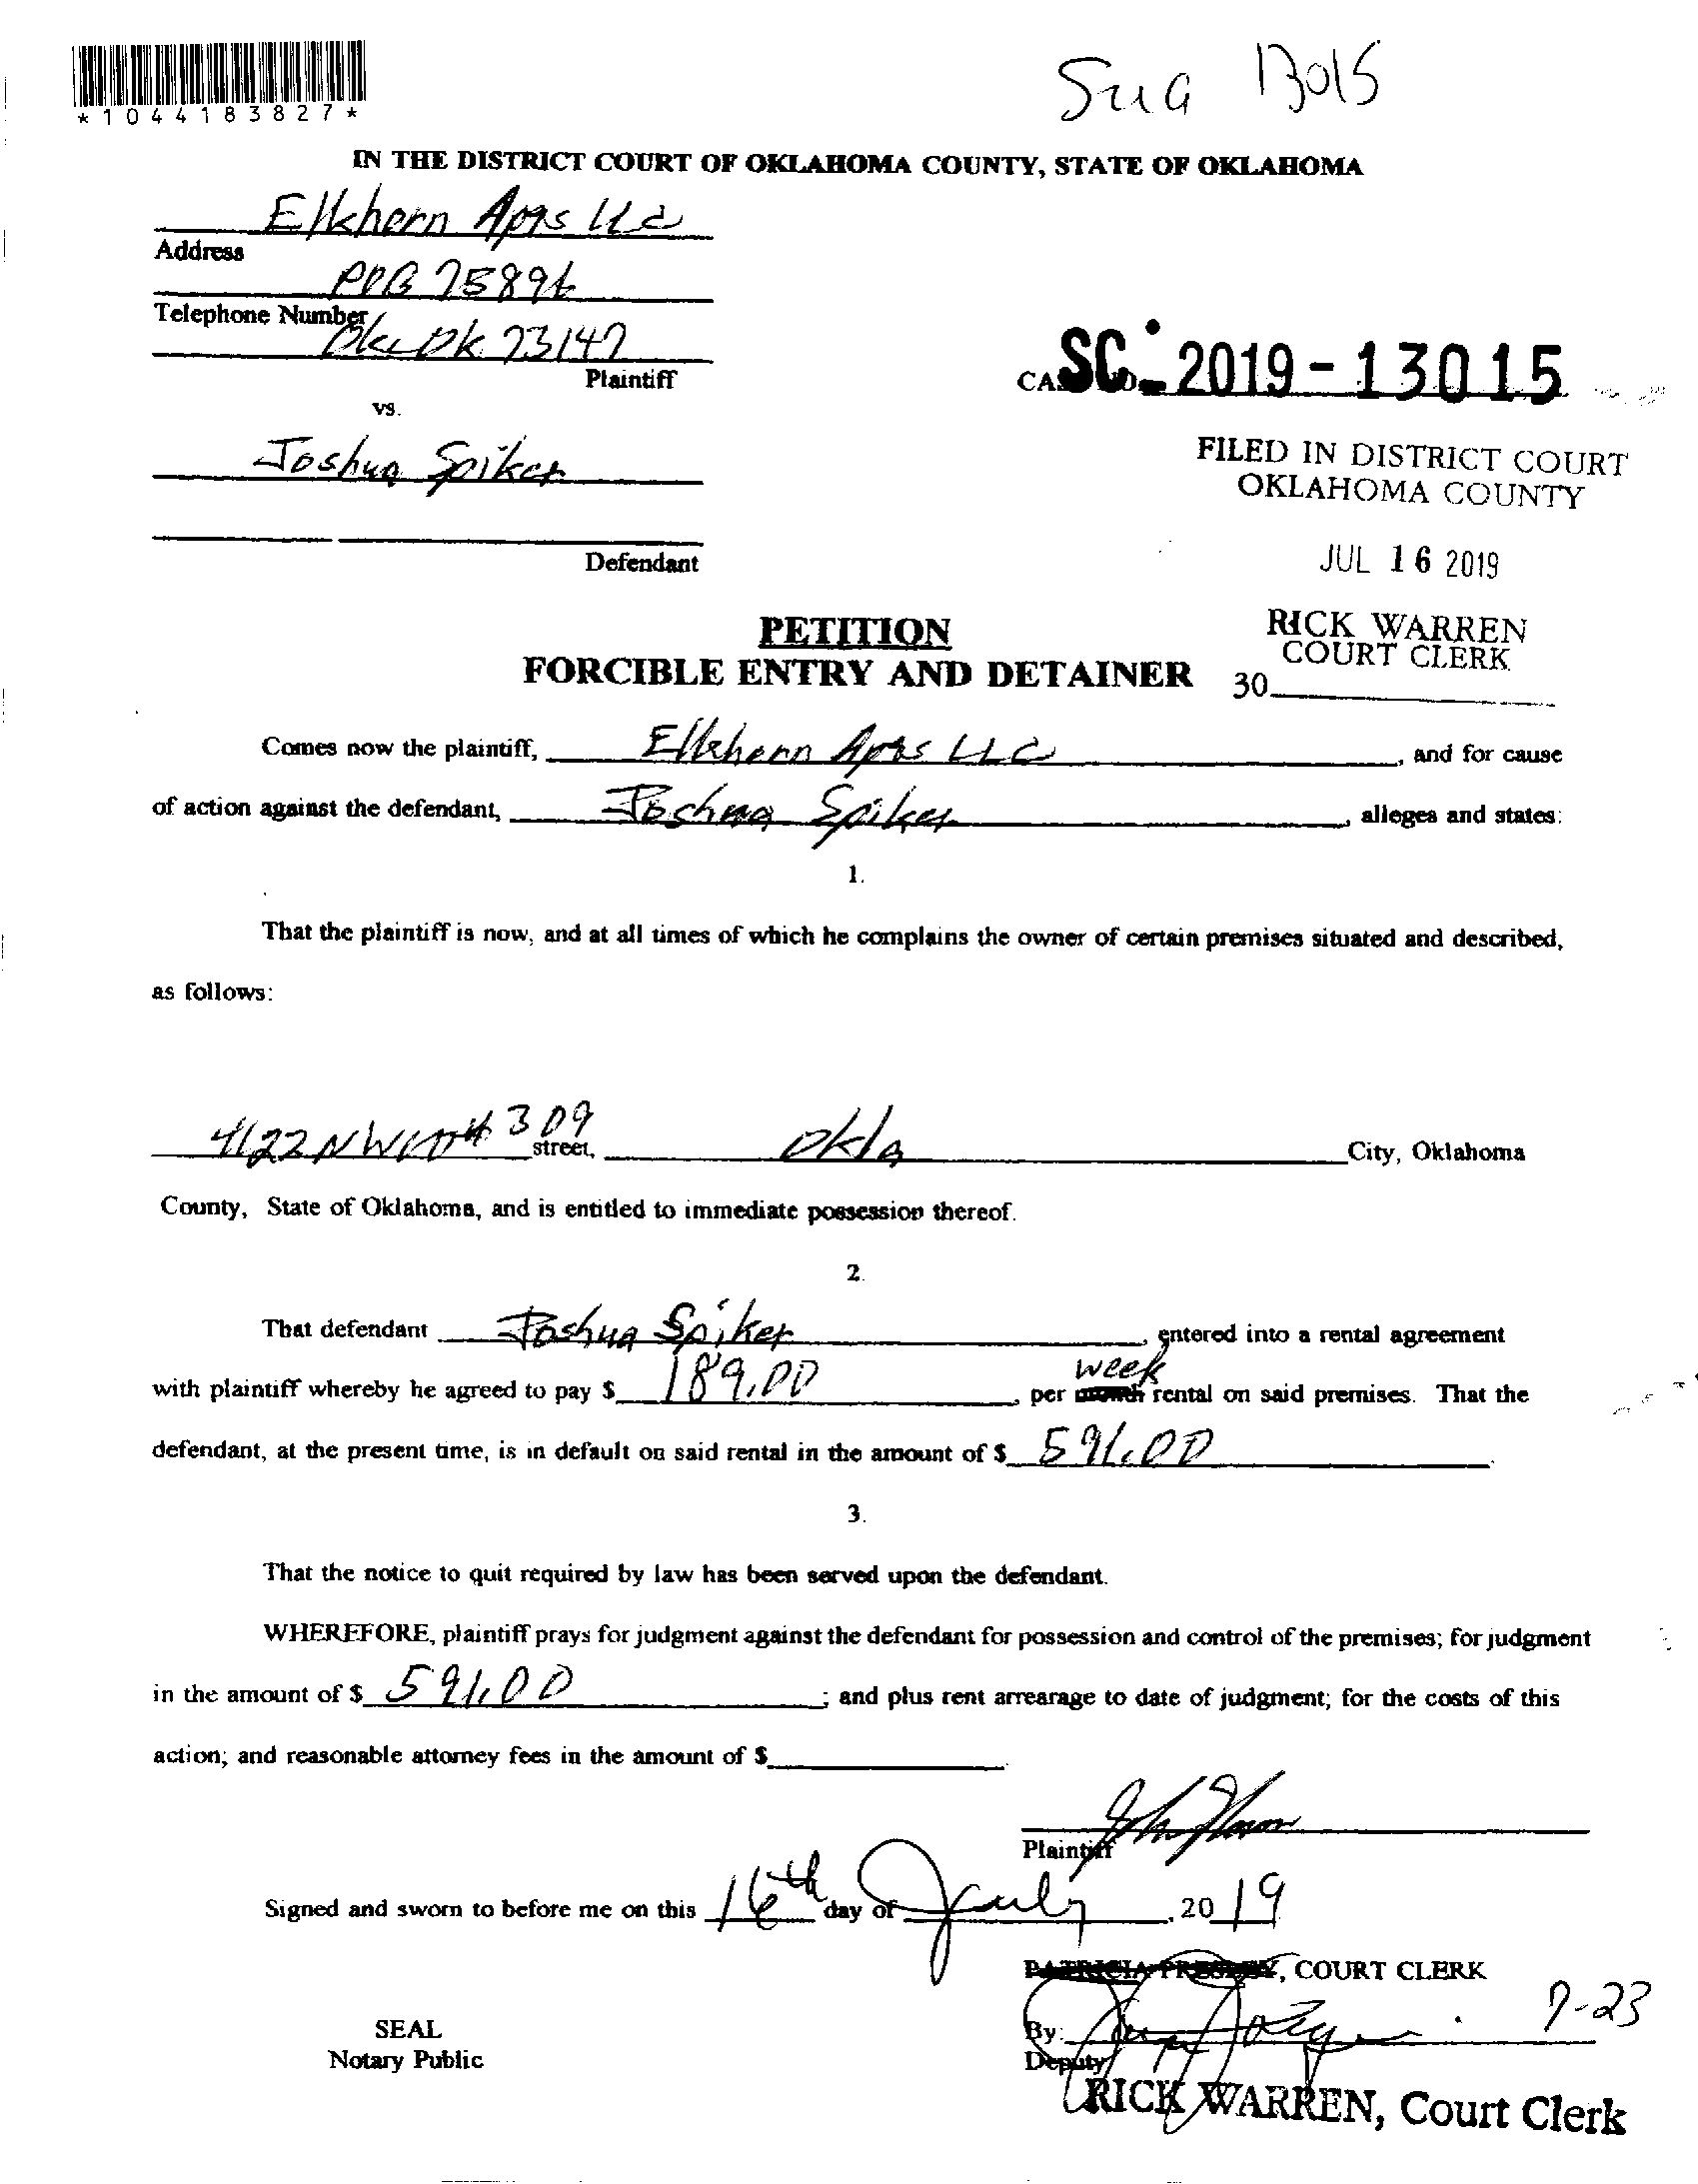 *1044183827*
13015
IN THE DISTRICT COURT OF OKLAHOMA COUNTY, STATE OF OKLAHOMA
Elkhorn Apts LLC
Address
POB 75896
Telephone Number
Okc Ok 73147
Plaintiff
SC-2019-13015
vs.
Joshua Spiker
FILED IN DISTRICT COURT
OKLAHOMA COUNTY
Defendant
JUL 16 2019
PETITION
RICK WARREN
COURT CLERK
FORCIBLE ENTRY AND DETAINER
30
Comes now the plaintiff, Elkhorn Apts LLC, and for cause
of action against the defendant, Joshua Spiker, alleges and states:
1.
That the plaintiff is now, and at all times of which he complains the owner of certain premises situated and described,
as follows:
4122 NW #309 street, Okla City, Oklahoma
County, State of Oklahoma, and is entitled to immediate possession thereof.
2.
That defendant Joshua Spiker, entered into a rental agreement
week
with plaintiff whereby he agreed to pay $ 189.00, per month rental on said premises. That the
defendant, at the present time, is in default on said rental in the amount of $ 591.00.
3.
That the notice to quit required by law has been served upon the defendant.
WHEREFORE, plaintiff prays for judgment against the defendant for possession and control of the premises; for judgment
in the amount of $ 591.00; and plus rent arrearage to date of judgment; for the costs of this
action; and reasonable attorney fees in the amount of $
Plaintiff
Signed and sworn to before me on this 16th day of July, 2019
PATRICIA PRESLEY, COURT CLERK
7-23
SEAL
By:
Notary Public
Deputy
RICK WARREN, Court Clerk